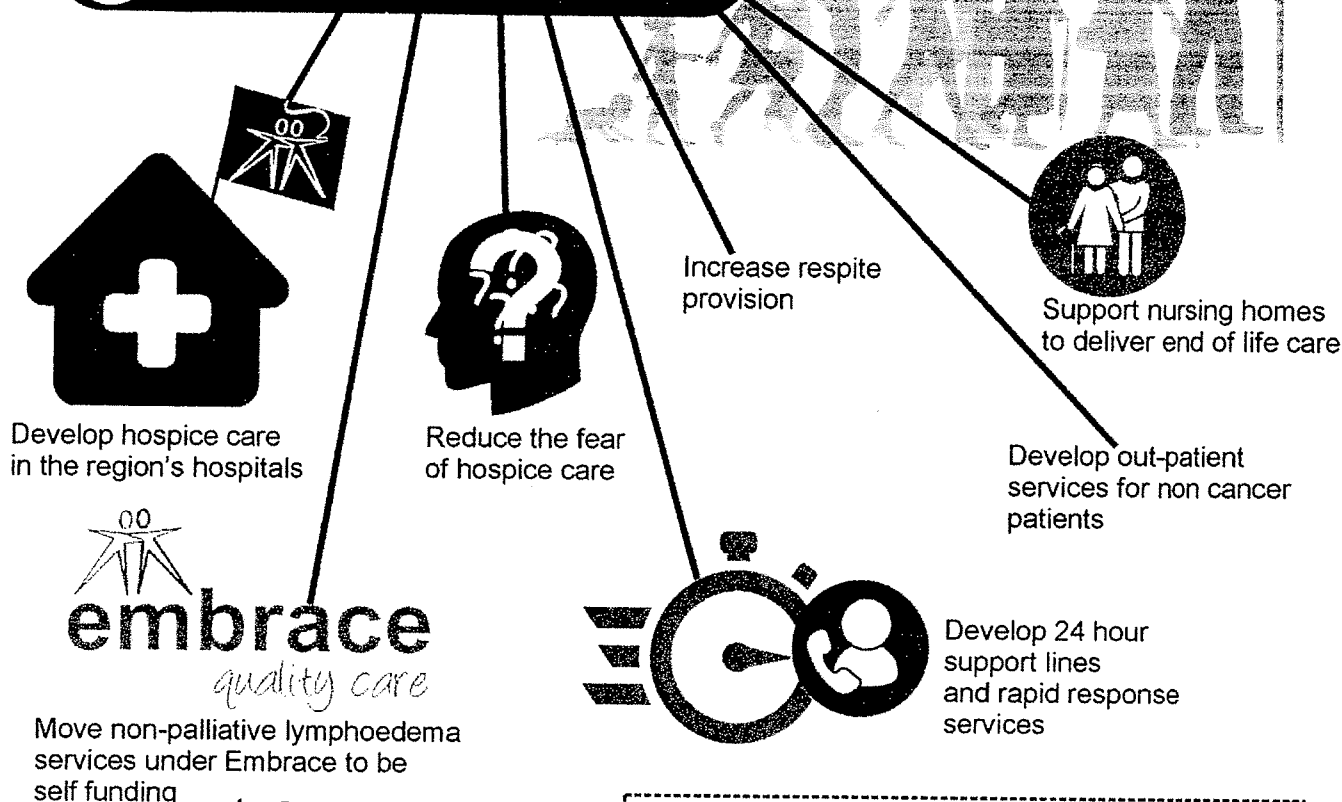 Increase respite
provision
Support nursing homes
to deliver end of life care
Develop hospice care
in the region's hospitals
Reduce the fear
of hospice care
Develop out-patient
services for non cancer
patients
embrace
quality care
Develop 24 hour
support lines
and rapid response
services
Move non-palliative lymphoedema
services under Embrace to be
self funding